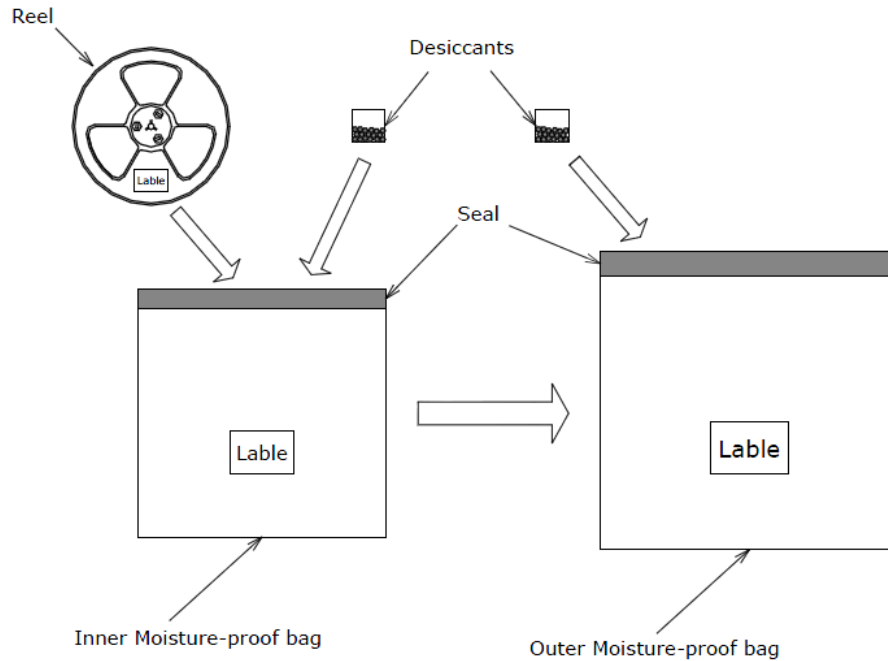 Reel
Desiccants
Lable
Seal
Lable
Lable
Inner Moisture-proof bag
Outer Moisture-proof bag